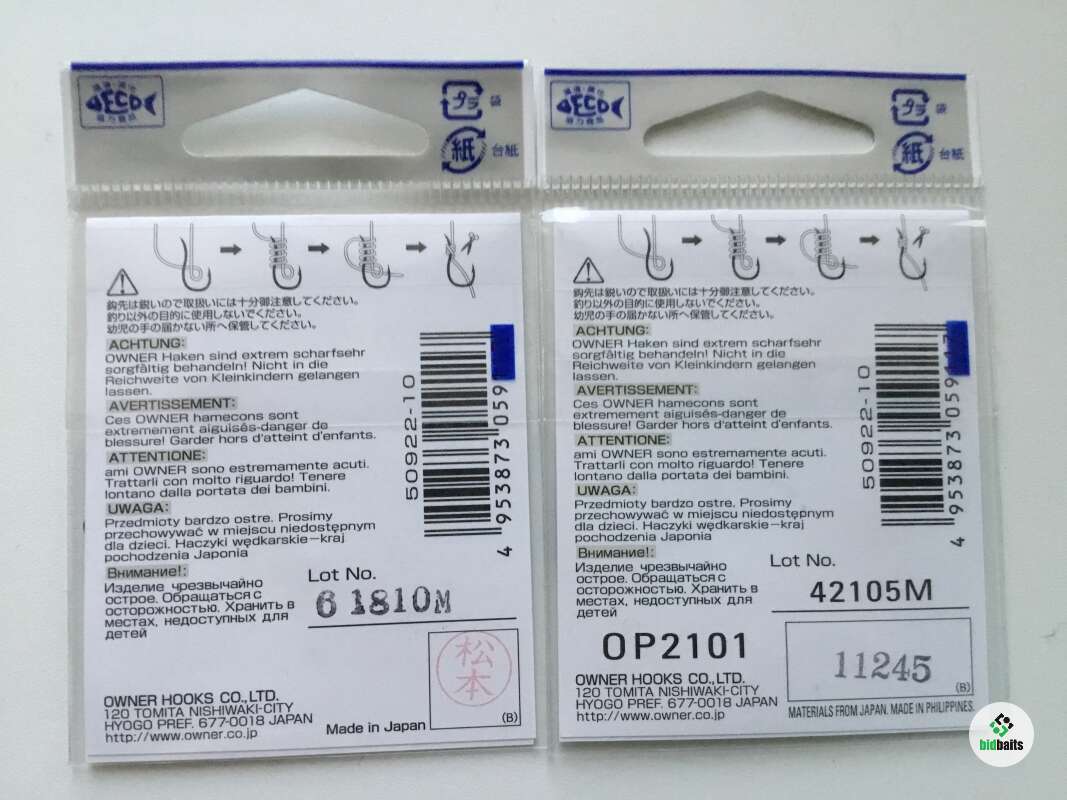 ECO
プラ
袋
紙
台紙
鈎先は鋭いので取扱いには十分御注意してください。
釣り以外の目的に使用しないでください。
幼児の手の届かない所へ保管してください。
ACHTUNG:
OWNER Haken sind extrem scharfsehr
sorgfältig behandeln! Nicht in die
Reichweite von Kleinkindern gelangen
lassen.
AVERTISSEMENT:
Ces OWNER hamecons sont
extremement aiguisés-danger de
blessure! Garder hors d'atteint d'enfants.
ATTENTIONE:
ami OWNER sono estremamente acuti.
Trattarli con molto riguardo! Tenere
lontano dalla portata dei bambini.
UWAGA:
Przedmioty bardzo ostre. Prosimy
przechowywać w miejscu niedostępnym
dla dzieci. Haczyki wędkarskie-kraj
pochodzenia Japonia
Внимание!:
Изделие чрезвычайно
острое. Обращаться с
осторожностью. Хранить в
местах, недоступных для
детей
50922-10
4 953873 059
Lot No.
61810M
松本
(B)
OWNER HOOKS CO.,LTD.
120 TOMITA NISHIWAKI-CITY
HYOGO PREF. 677-0018 JAPAN
http://www.owner.co.jp
Made in Japan
ECO
プラ
袋
紙
台紙
鈎先は鋭いので取扱いには十分御注意してください。
釣り以外の目的に使用しないでください。
幼児の手の届かない所へ保管してください。
ACHTUNG:
OWNER Haken sind extrem scharfsehr
sorgfältig behandeln! Nicht in die
Reichweite von Kleinkindern gelangen
lassen.
AVERTISSEMENT:
Ces OWNER hamecons sont
extremement aiguisés-danger de
blessure! Garder hors d'atteint d'enfants.
ATTENTIONE:
ami OWNER sono estremamente acuti.
Trattarli con molto riguardo! Tenere
lontano dalla portata dei bambini.
UWAGA:
Przedmioty bardzo ostre. Prosimy
przechowywać w miejscu niedostępnym
dla dzieci. Haczyki wędkarskie-kraj
pochodzenia Japonia
Внимание!:
Изделие чрезвычайно
острое. Обращаться с
осторожностью. Хранить в
местах, недоступных для
детей
50922-10
4 953873 059
Lot No.
42105M
OP2101
11245
(B)
OWNER HOOKS CO.,LTD.
120 TOMITA NISHIWAKI-CITY
HYOGO PREF. 677-0018 JAPAN
http://www.owner.co.jp
MATERIALS FROM JAPAN. MADE IN PHILIPPINES.
bidbaits